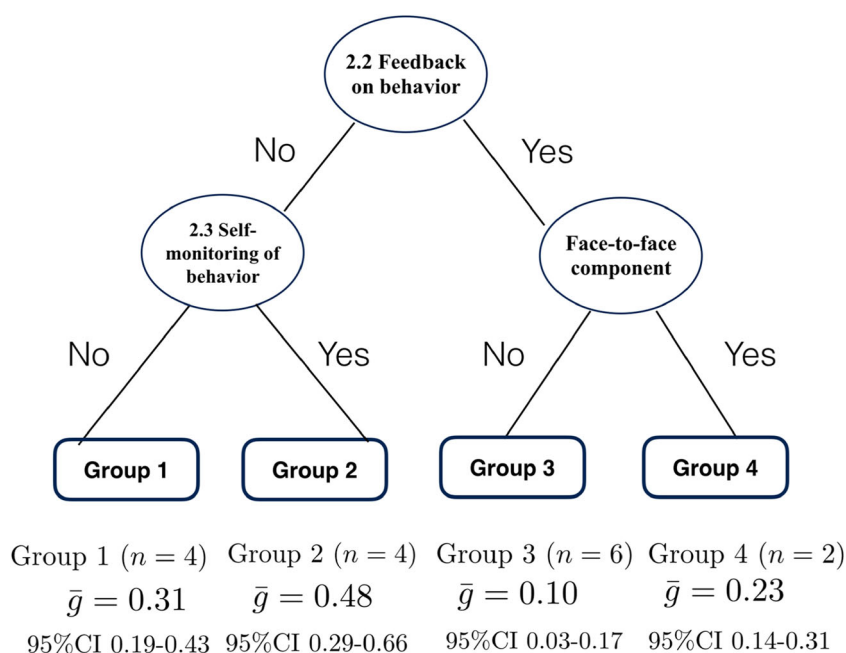 2.2 Feedback
on behavior
No
Yes
2.3 Self-
monitoring of
behavior
Face-to-face
component
No
Yes
No
Yes
Group 1
Group 2
Group 3
Group 4
Group 1 (n = 4)
Group 2 (n = 4)
Group 3 (n = 6)
Group 4 (n = 2)
ḡ = 0.31
ḡ = 0.48
ḡ = 0.10
ḡ = 0.23
95%CI 0.19-0.43
95%CI 0.29-0.66
95%CI 0.03-0.17
95%CI 0.14-0.31